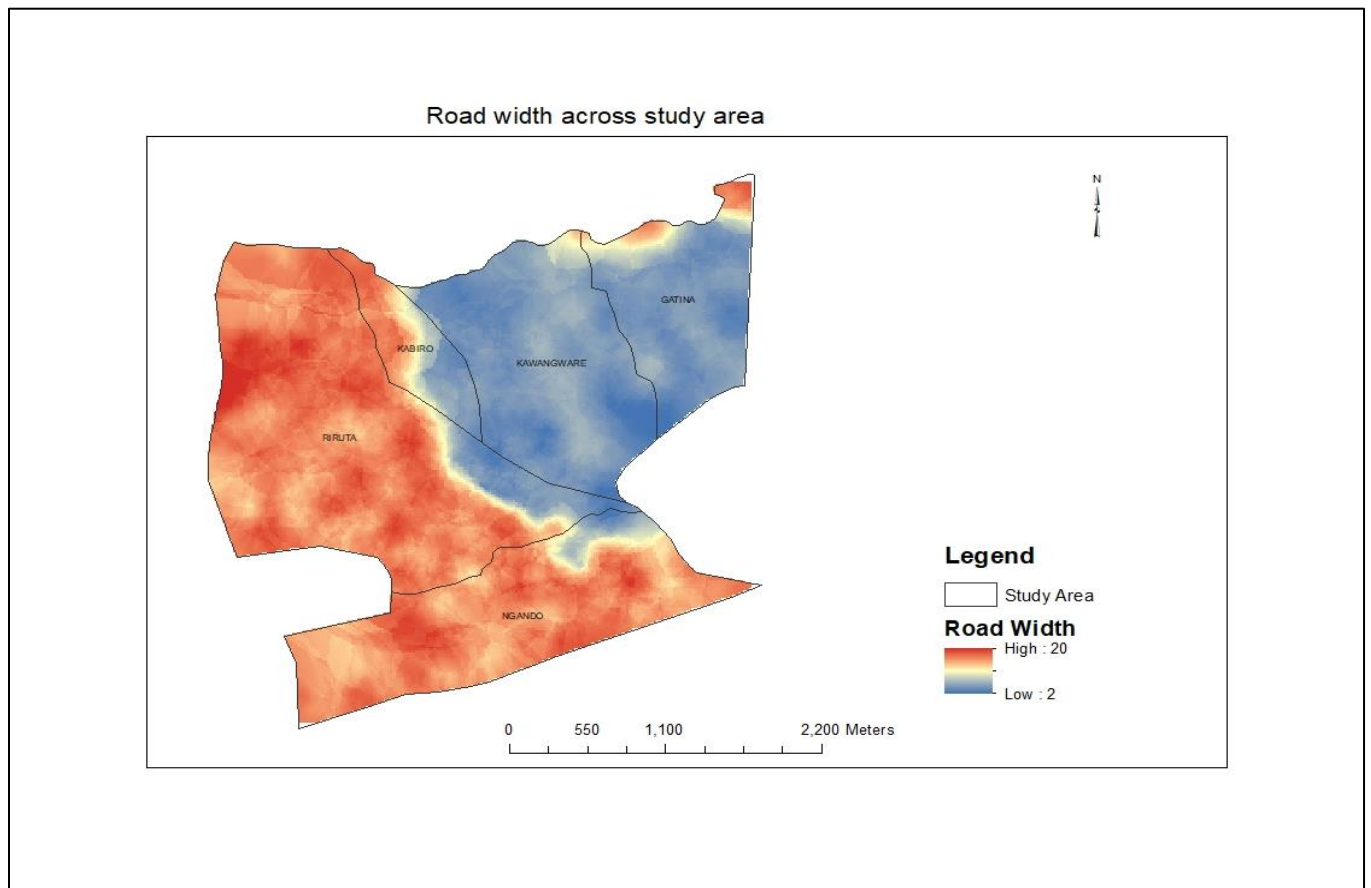 Road width across study area
N
GATINA
KABIRO
KAWANGWARE
RIRUTA
NGANDO
Legend
Study Area
Road Width
High : 20
Low : 2
0 550 1,100 2,200 Meters